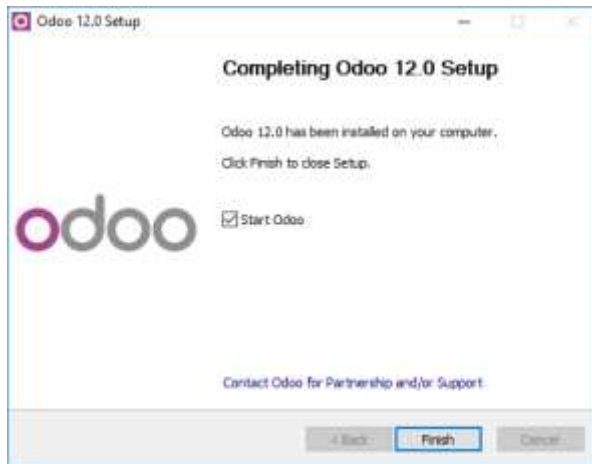 Odoo 12.0 Setup
Completing Odoo 12.0 Setup
Odoo 12.0 has been installed on your computer.
Click Finish to close Setup.
odoo
Start Odoo
Contact Odoo for Partnership and/or Support
< Back
Finish
Cancel